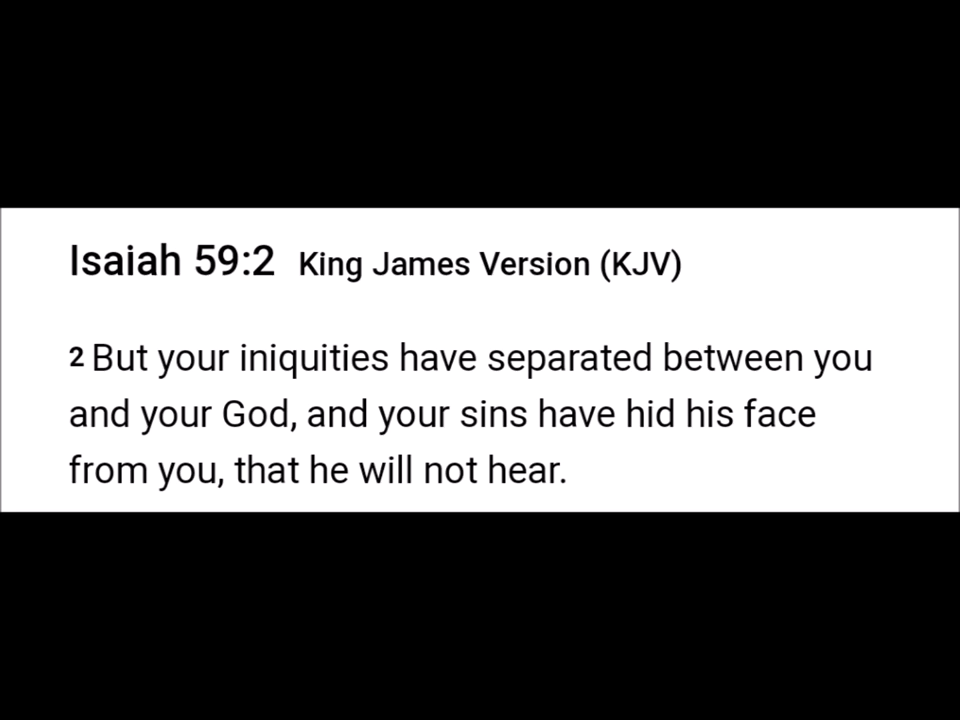 Isaiah 59:2 King James Version (KJV)
2 But your iniquities have separated between you
and your God, and your sins have hid his face
from you, that he will not hear.